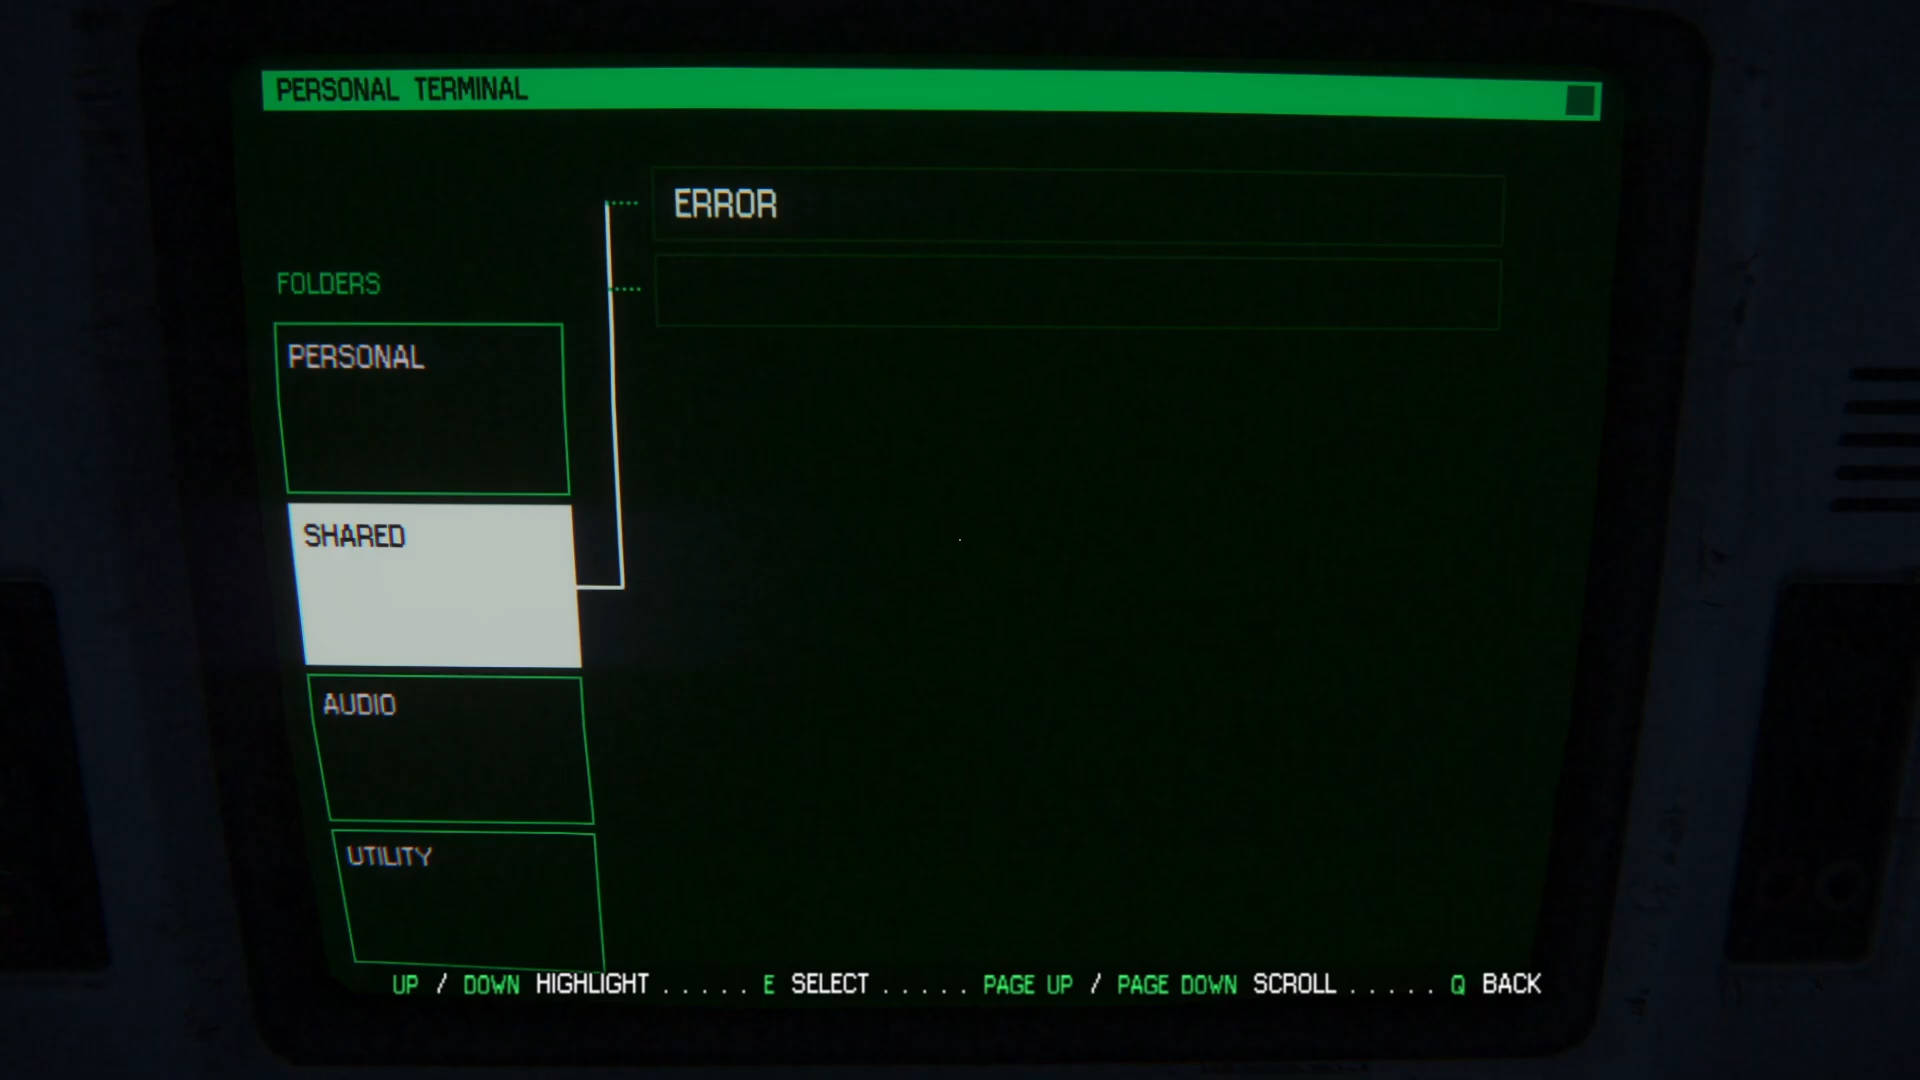 PERSONAL TERMINAL
ERROR
FOLDERS
PERSONAL
SHARED
AUDIO
UTILITY
UP / DOWN HIGHLIGHT ..... E SELECT ..... PAGE UP / PAGE DOWN SCROLL ..... Q BACK